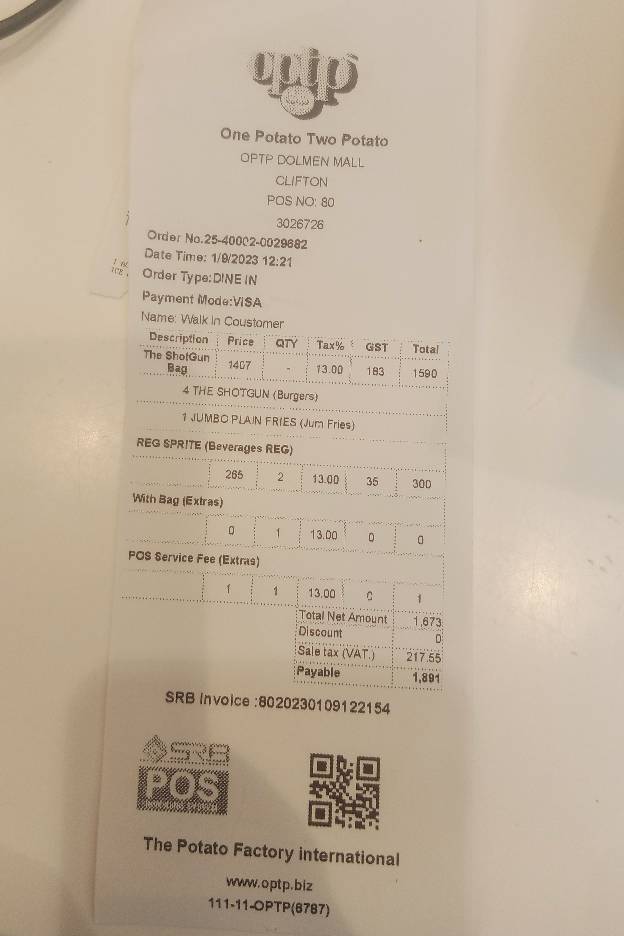 optp
One Potato Two Potato
OPTP DOLMEN MALL
CLIFTON
POS NO: 80
3026726
Order No.25-40002-0029682
Date Time: 1/9/2023 12:21
Order Type:DINE IN
Payment Mode:VISA
Name: Walk In Coustomer
Description Price QTY Tax% GST Total
The ShotGun Bag 1407 - 13.00 183 1590
4 THE SHOTGUN (Burgers)
1 JUMBO PLAIN FRIES (Jum Fries)
REG SPRITE (Beverages REG)
265 2 13.00 35 300
With Bag (Extras)
0 1 13.00 0 0
POS Service Fee (Extras)
1 1 13.00 0 1
Total Net Amount 1,673
Discount 0
Sale tax (VAT.) 217.55
Payable 1,891
SRB Invoice :8020230109122154
SRB
POS
The Potato Factory international
www.optp.biz
111-11-OPTP(6787)